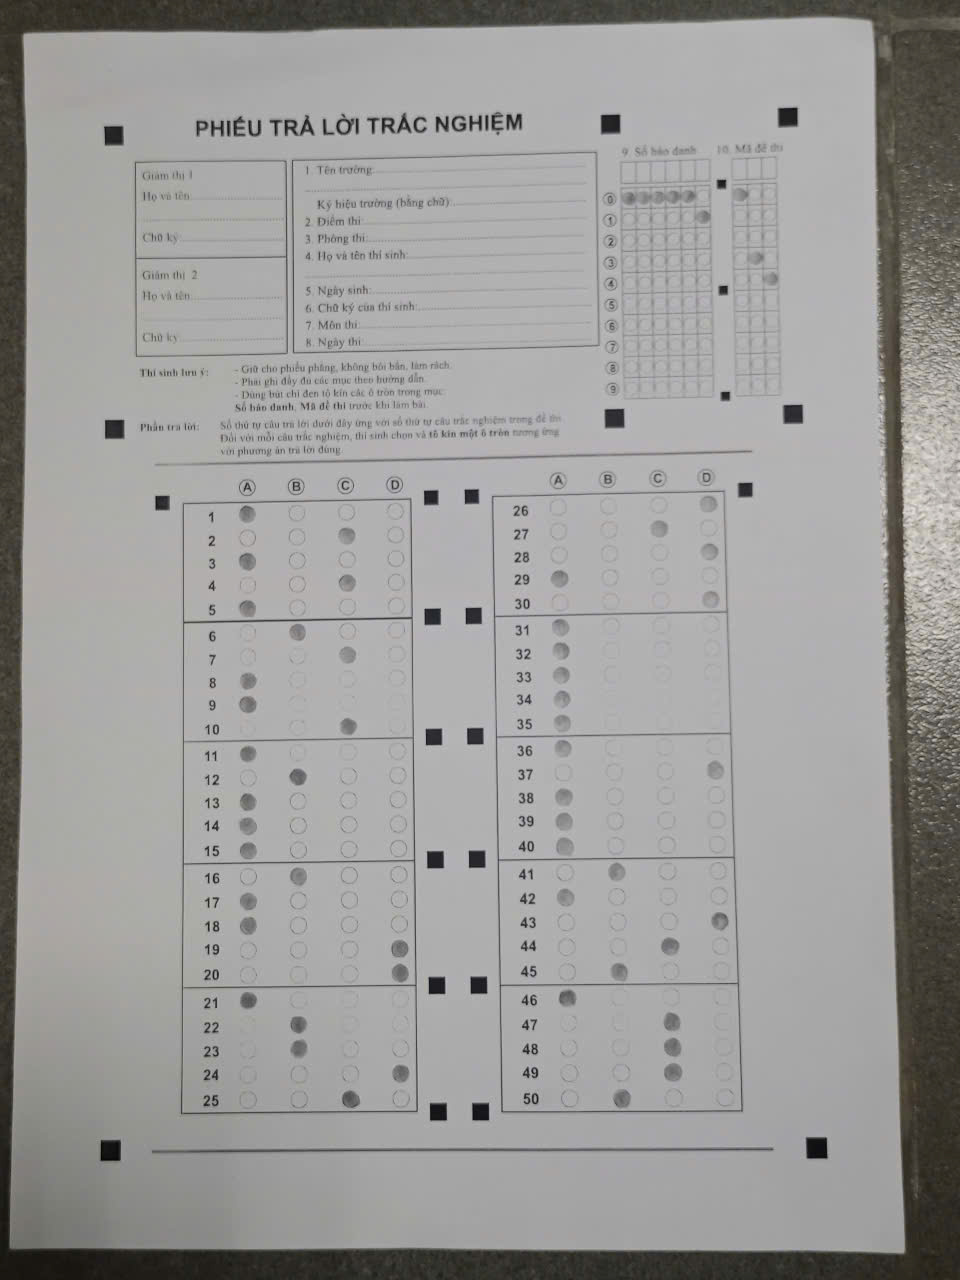 PHIẾU TRẢ LỜI TRẮC NGHIỆM
Giám thị 1
Họ và tên
Chữ ký
Giám thị 2
Họ và tên
Chữ ký
1. Tên trường:
Ký hiệu trường (bằng chữ):
2. Điểm thi:
3. Phòng thi:
4. Họ và tên thí sinh:
5. Ngày sinh:
6. Chữ ký của thí sinh:
7. Môn thi:
8. Ngày thi:
9. Số báo danh 10. Mã đề thi
0
1
2
3
4
5
6
7
8
9
Thí sinh lưu ý: - Giữ cho phiếu phẳng, không bôi bẩn, làm rách.
- Phải ghi đầy đủ các mục theo hướng dẫn.
- Dùng bút chì đen tô kín các ô tròn trong mục
Số báo danh, Mã đề thi trước khi làm bài.
Phần trả lời: Số thứ tự câu trả lời dưới đây ứng với số thứ tự câu trắc nghiệm trong đề thi.
Đối với mỗi câu trắc nghiệm, thí sinh chọn và tô kín một ô tròn tương ứng
với phương án trả lời đúng.
A B C D
1
2
3
4
5
6
7
8
9
10
11
12
13
14
15
16
17
18
19
20
21
22
23
24
25
A B C D
26
27
28
29
30
31
32
33
34
35
36
37
38
39
40
41
42
43
44
45
46
47
48
49
50